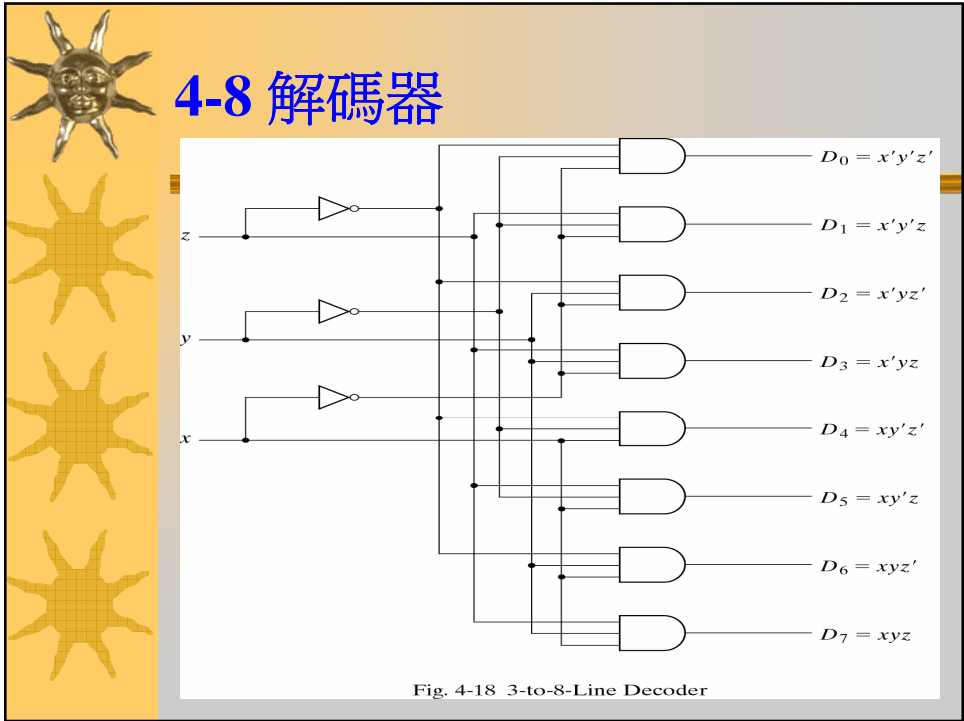 4-8 解碼器
D0 = x′y′z′
z
D1 = x′y′z
D2 = x′yz′
y
D3 = x′yz
x
D4 = xy′z′
D5 = xy′z
D6 = xyz′
D7 = xyz
Fig. 4-18 3-to-8-Line Decoder